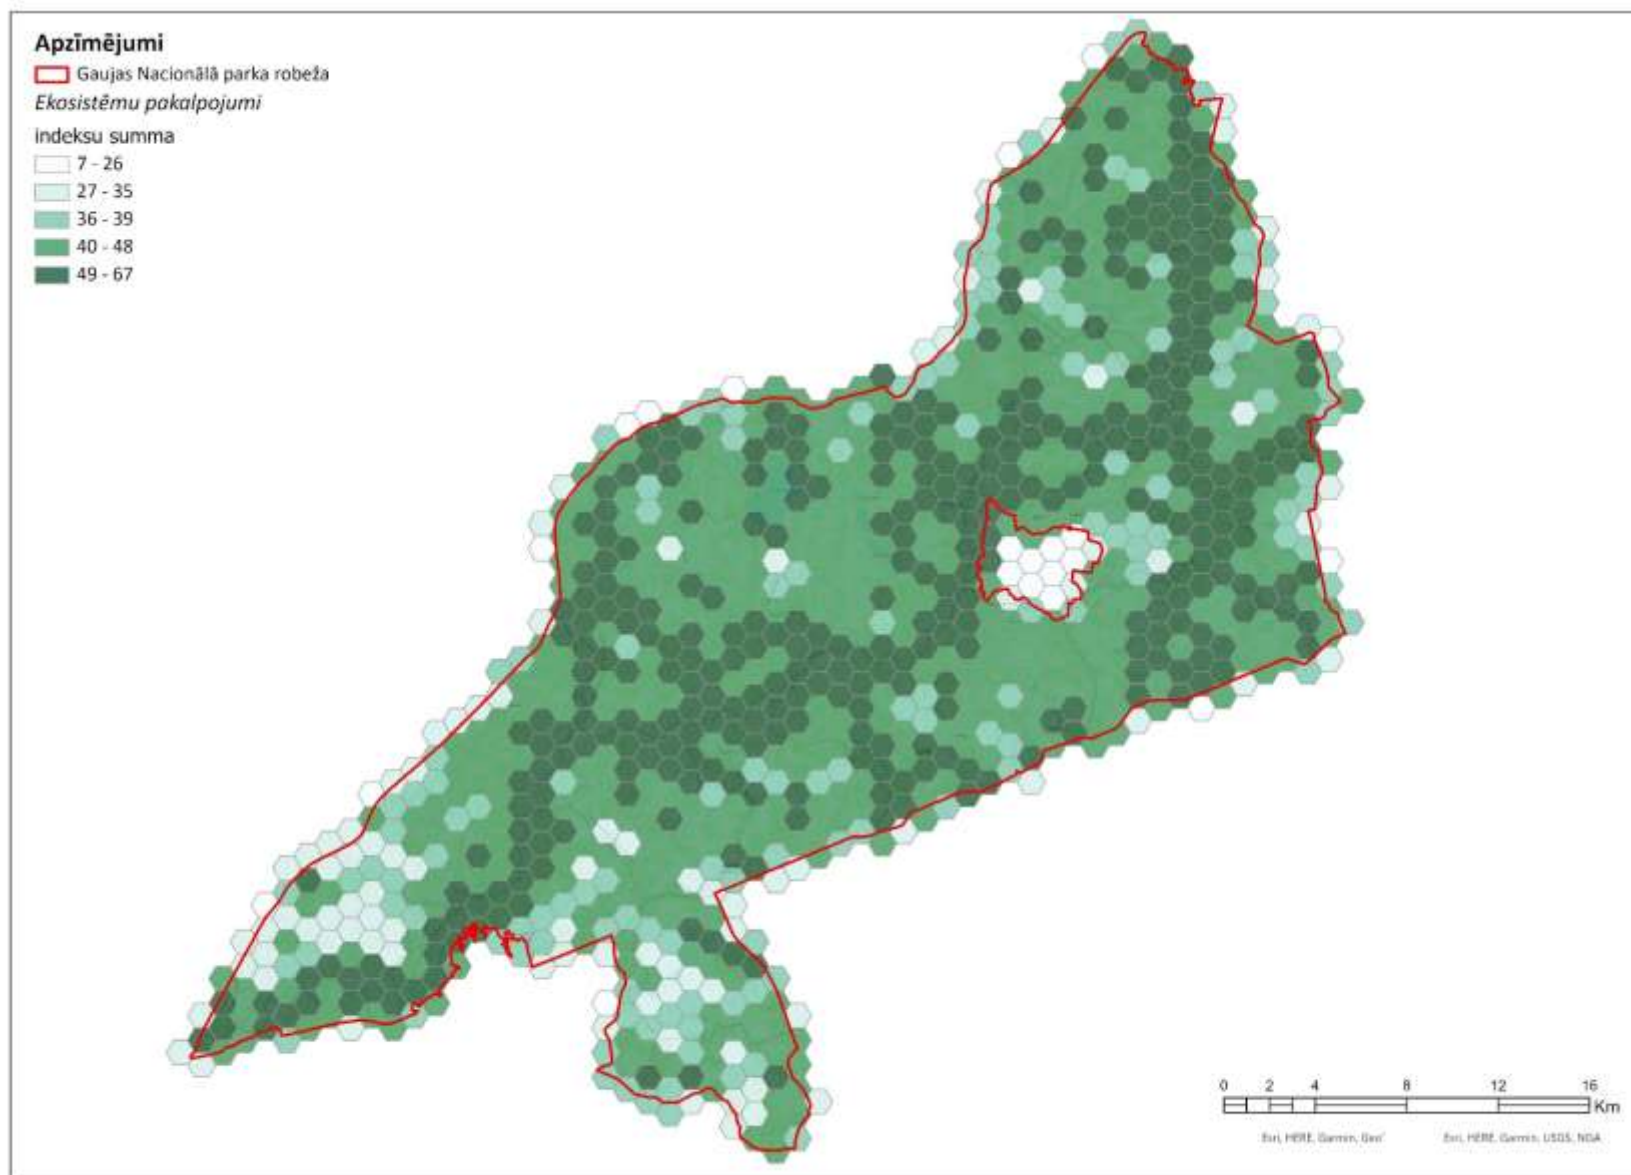 Apzīmējumi
Gaujas Nacionālā parka robeža
Ekosistēmu pakalpojumi
indeksu summa
7 - 26
27 - 35
36 - 39
40 - 48
49 - 67
0 2 4 8 12 16
Km
Esri, HERE, Garmin, Geo'
Esri, HERE, Garmin, USGS, NGA